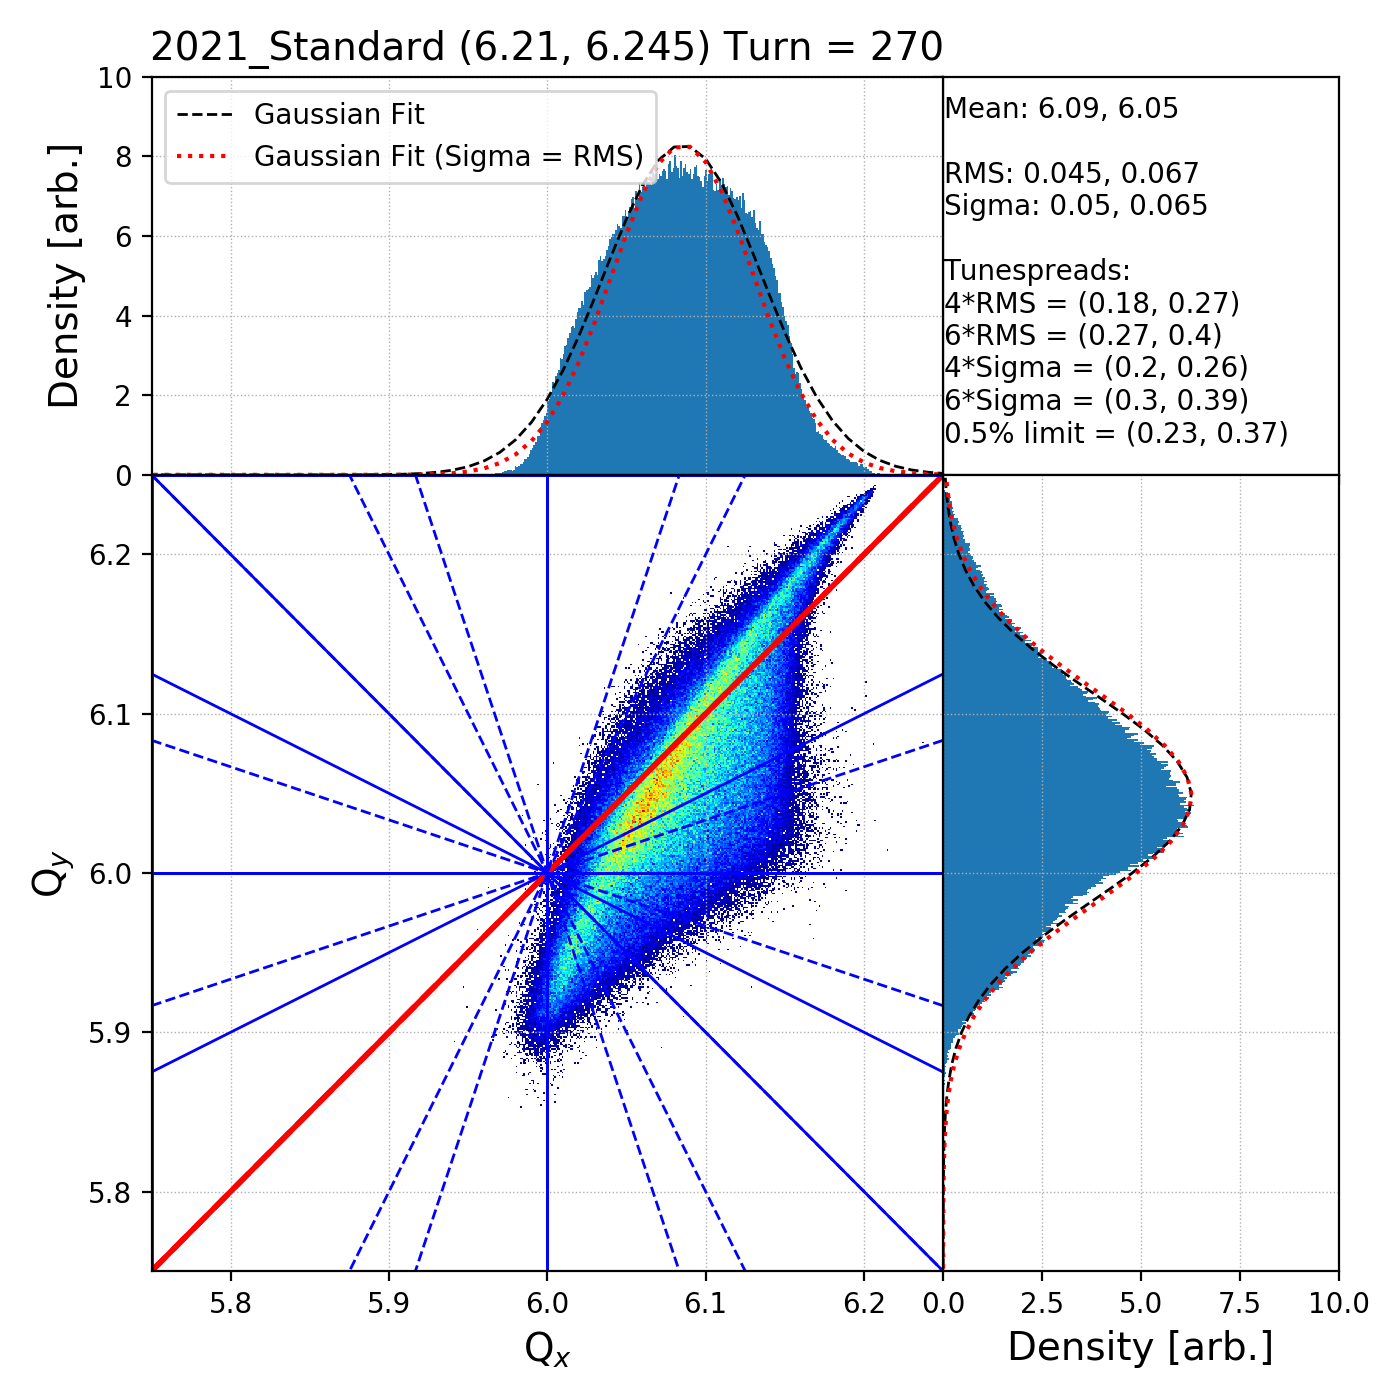 2021_Standard (6.21, 6.245) Turn = 270
10
8
6
4
2
0
Density [arb.]
Gaussian Fit
Gaussian Fit (Sigma = RMS)
Mean: 6.09, 6.05
RMS: 0.045, 0.067
Sigma: 0.05, 0.065
Tunespreads:
4*RMS = (0.18, 0.27)
6*RMS = (0.27, 0.4)
4*Sigma = (0.2, 0.26)
6*Sigma = (0.3, 0.39)
0.5% limit = (0.23, 0.37)
6.2
6.1
6.0
5.9
5.8
Qy
5.8 5.9 6.0 6.1 6.2
Qx
0.0 2.5 5.0 7.5 10.0
Density [arb.]